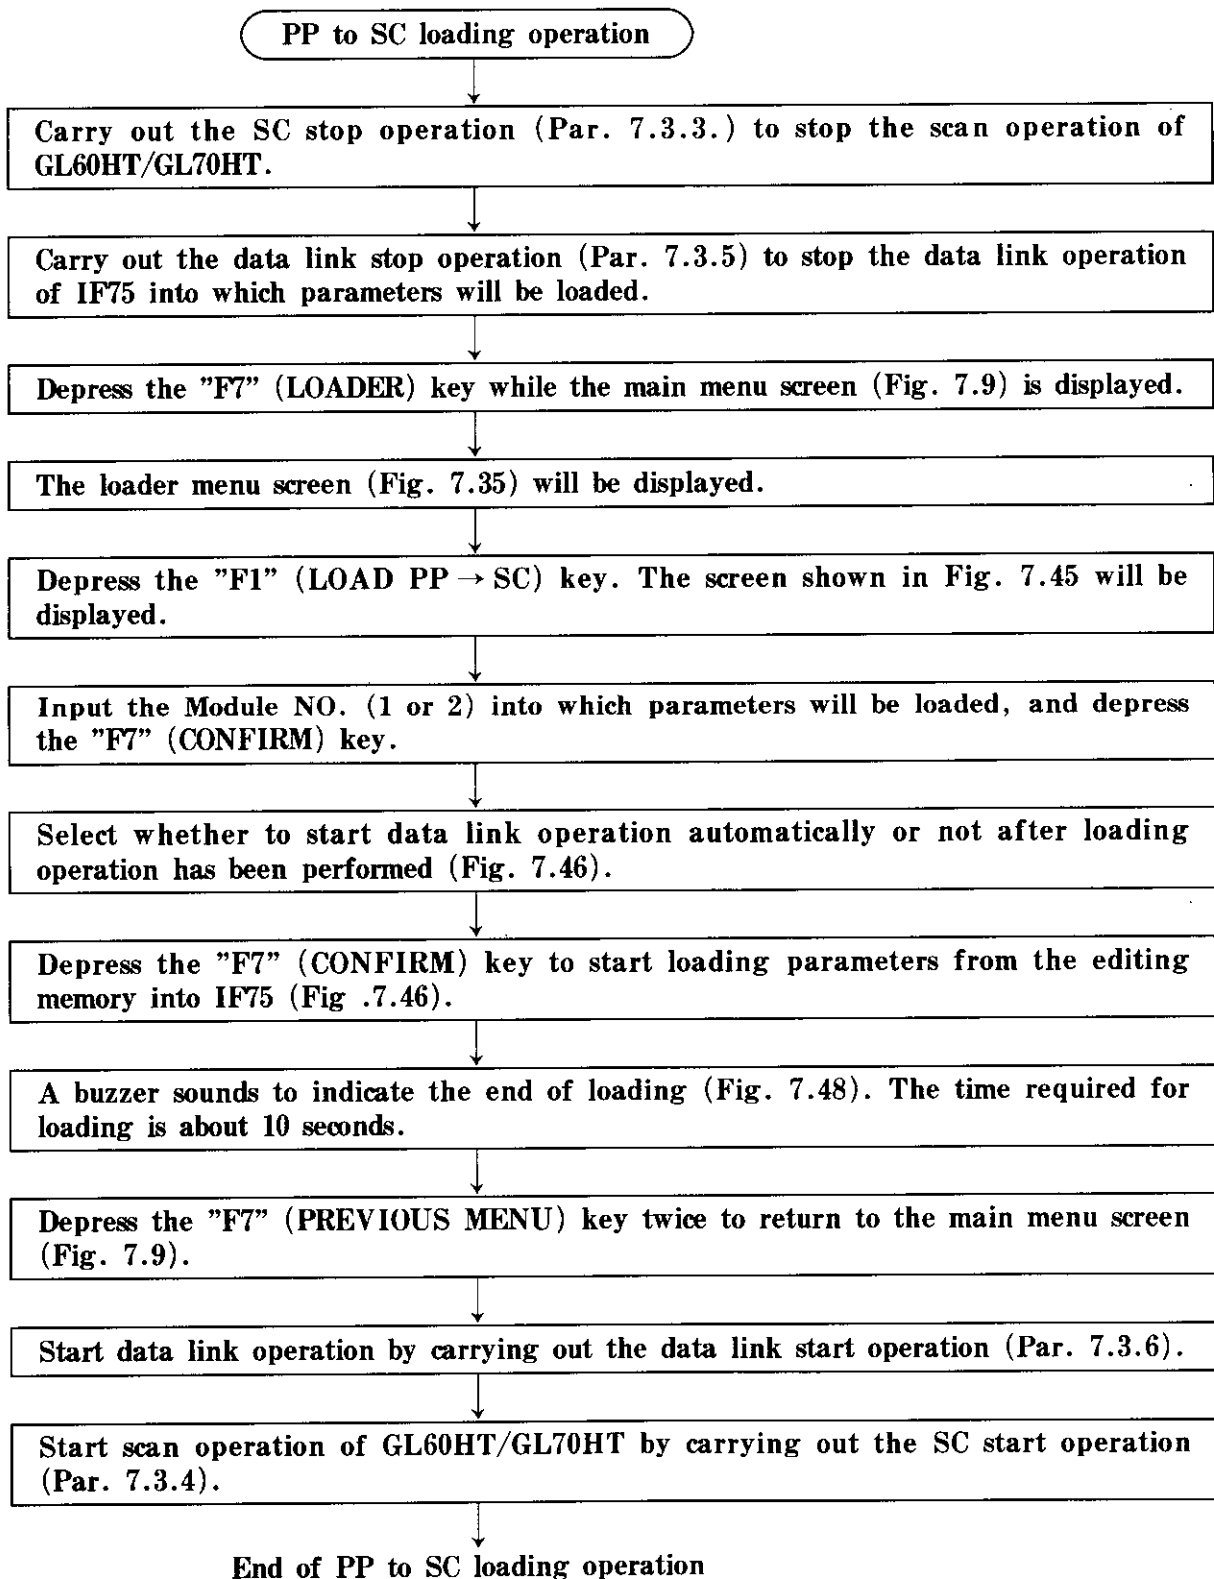 PP to SC loading operation
Carry out the SC stop operation (Par. 7.3.3.) to stop the scan operation of
GL60HT/GL70HT.
Carry out the data link stop operation (Par. 7.3.5) to stop the data link operation
of IF75 into which parameters will be loaded.
Depress the ”F7” (LOADER) key while the main menu screen (Fig. 7.9) is displayed.
The loader menu screen (Fig. 7.35) will be displayed.
Depress the ”F1” (LOAD PP → SC) key. The screen shown in Fig. 7.45 will be
displayed.
Input the Module NO. (1 or 2) into which parameters will be loaded, and depress
the ”F7” (CONFIRM) key.
Select whether to start data link operation automatically or not after loading
operation has been performed (Fig. 7.46).
Depress the ”F7” (CONFIRM) key to start loading parameters from the editing
memory into IF75 (Fig .7.46).
A buzzer sounds to indicate the end of loading (Fig. 7.48). The time required for
loading is about 10 seconds.
Depress the ”F7” (PREVIOUS MENU) key twice to return to the main menu screen
(Fig. 7.9).
Start data link operation by carrying out the data link start operation (Par. 7.3.6).
Start scan operation of GL60HT/GL70HT by carrying out the SC start operation
(Par. 7.3.4).
End of PP to SC loading operation